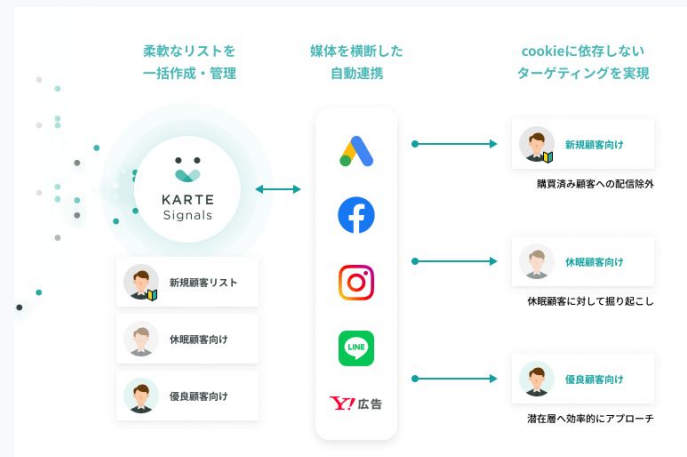 柔軟なリストを
一括作成・管理
媒体を横断した
自動連携
cookieに依存しない
ターゲティングを実現
KARTE
Signals
新規顧客リスト
休眠顧客向け
優良顧客向け
LINE
Y! 広告
新規顧客向け
購買済み顧客への配信除外
休眠顧客向け
休眠顧客に対して掘り起こし
優良顧客向け
潜在層へ効率的にアプローチ